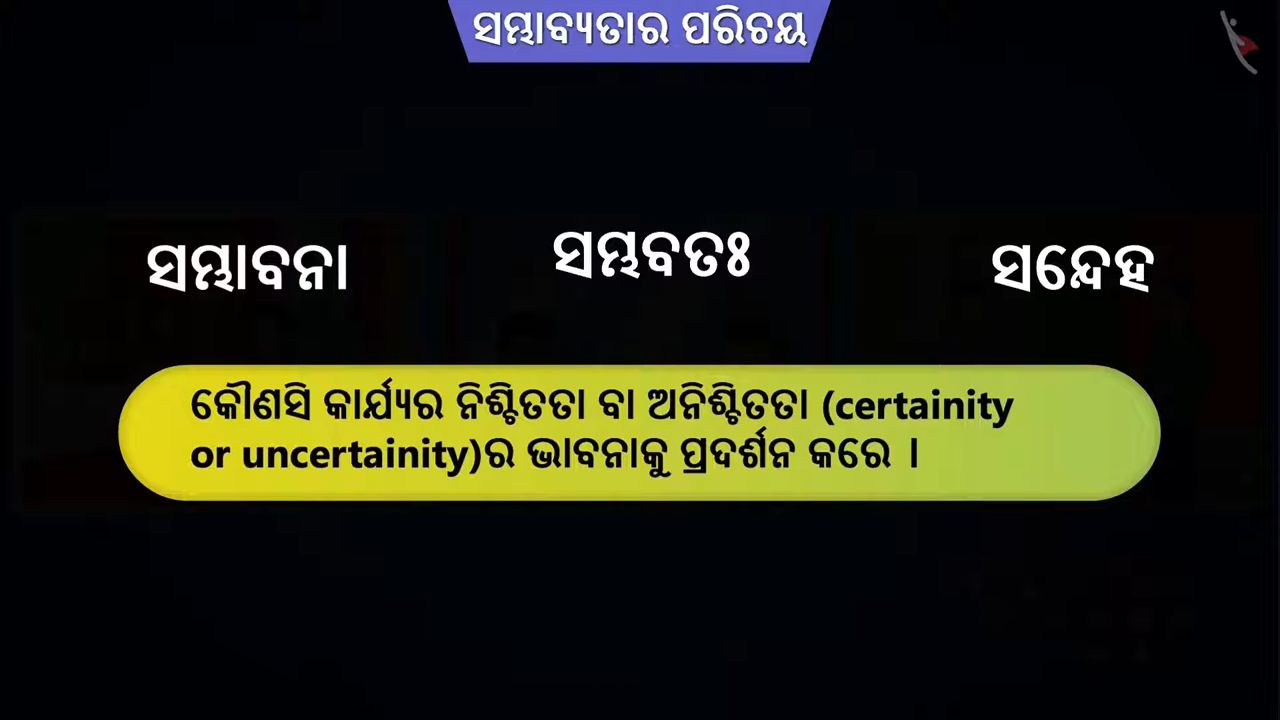 ସମ୍ଭାବ୍ୟତାର ପରିଚୟ
ସମ୍ଭାବନା ସମ୍ଭବତଃ ସନ୍ଦେହ
କୌଣସି କାର୍ଯ୍ୟର ନିଶ୍ଚିତତା ବା ଅନିଶ୍ଚିତତା (certainity
or uncertainity)ର ଭାବନାକୁ ପ୍ରଦର୍ଶନ କରେ ।